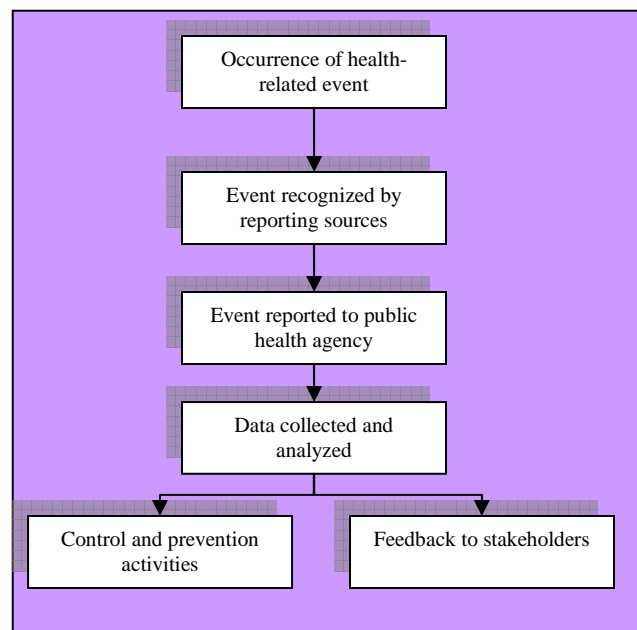 Occurrence of health-
related event
Event recognized by
reporting sources
Event reported to public
health agency
Data collected and
analyzed
Control and prevention
activities
Feedback to stakeholders